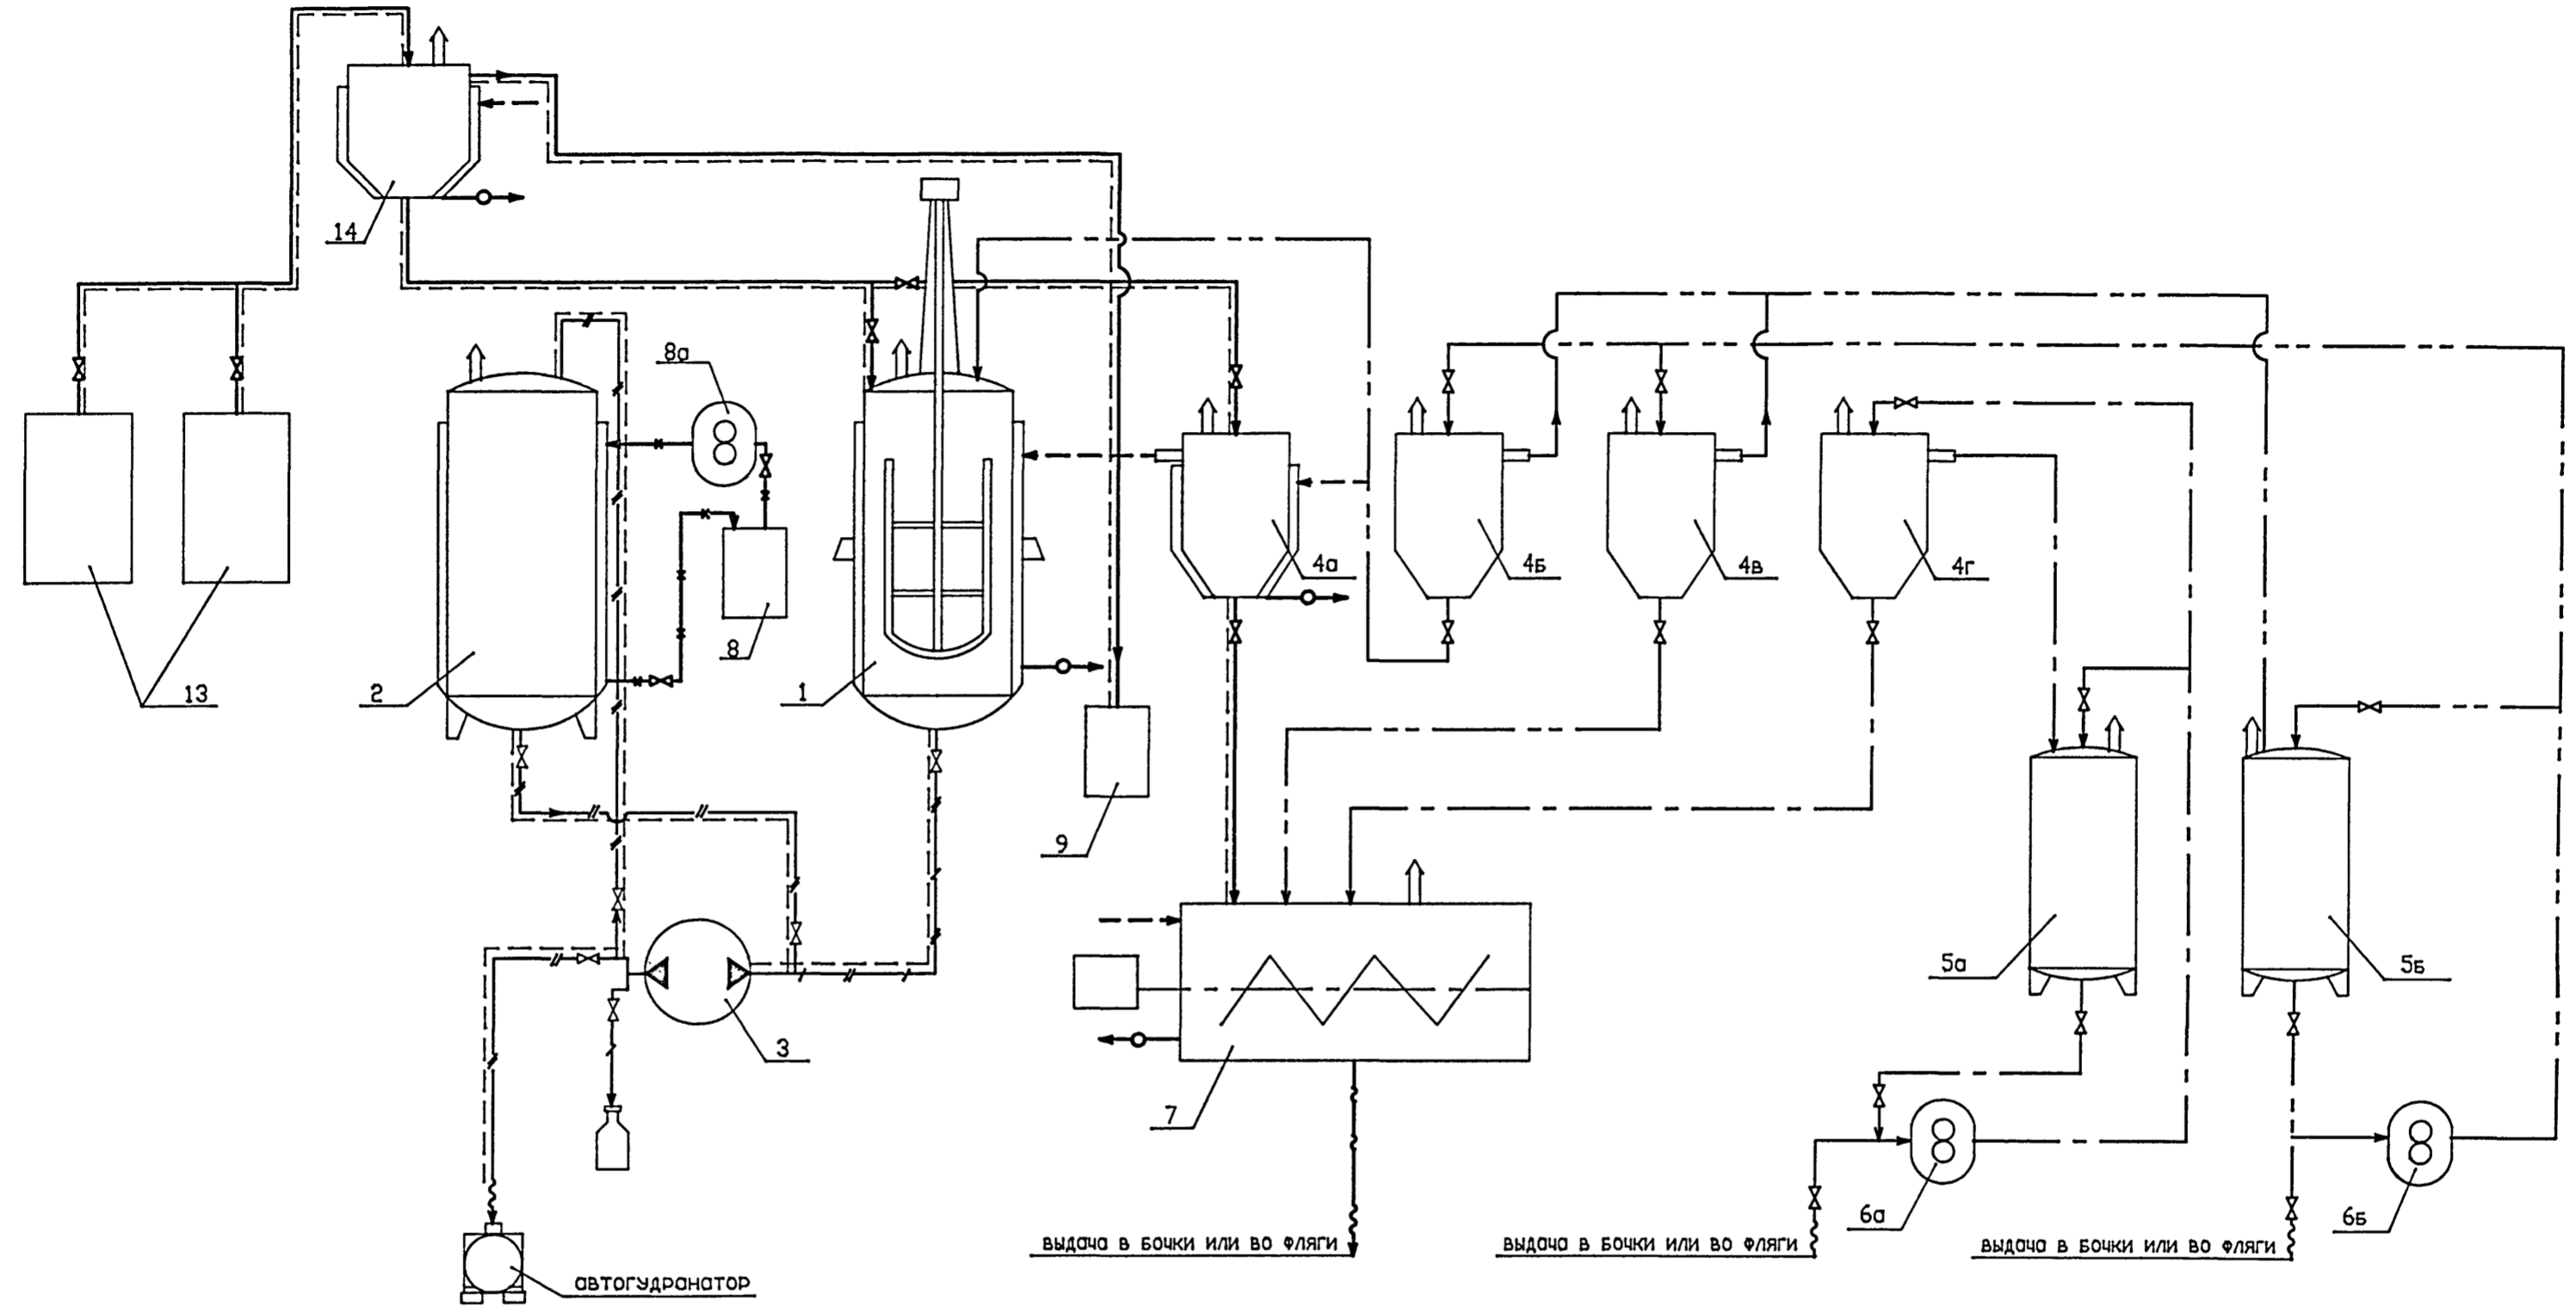 14
8а
4а
4Б
4в
4г
8
13
2
1
9
5а
5Б
3
7
6а
6Б
ВЫДАЧА В БОЧКИ ИЛИ ВО ФЛЯГИ
ВЫДАЧА В БОЧКИ ИЛИ ВО ФЛЯГИ
ВЫДАЧА В БОЧКИ ИЛИ ВО ФЛЯГИ
АВТОГУДРАНАТОР